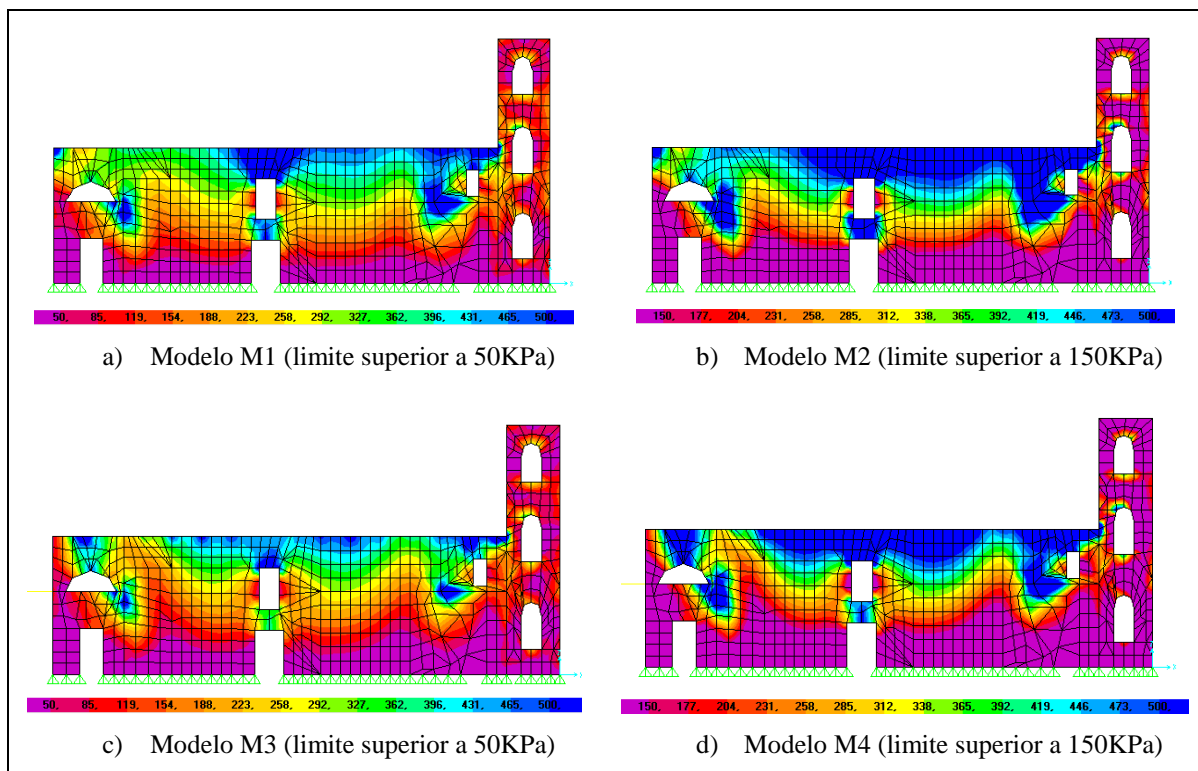 50, 85, 119, 154, 188, 223, 258, 292, 327, 362, 396, 431, 465, 500,
150, 177, 204, 231, 258, 285, 312, 338, 365, 392, 419, 446, 473, 500,
a) Modelo M1 (limite superior a 50KPa)
b) Modelo M2 (limite superior a 150KPa)
50, 85, 119, 154, 188, 223, 258, 292, 327, 362, 396, 431, 465, 500,
150, 177, 204, 231, 258, 285, 312, 338, 365, 392, 419, 446, 473, 500,
c) Modelo M3 (limite superior a 50KPa)
d) Modelo M4 (limite superior a 150KPa)